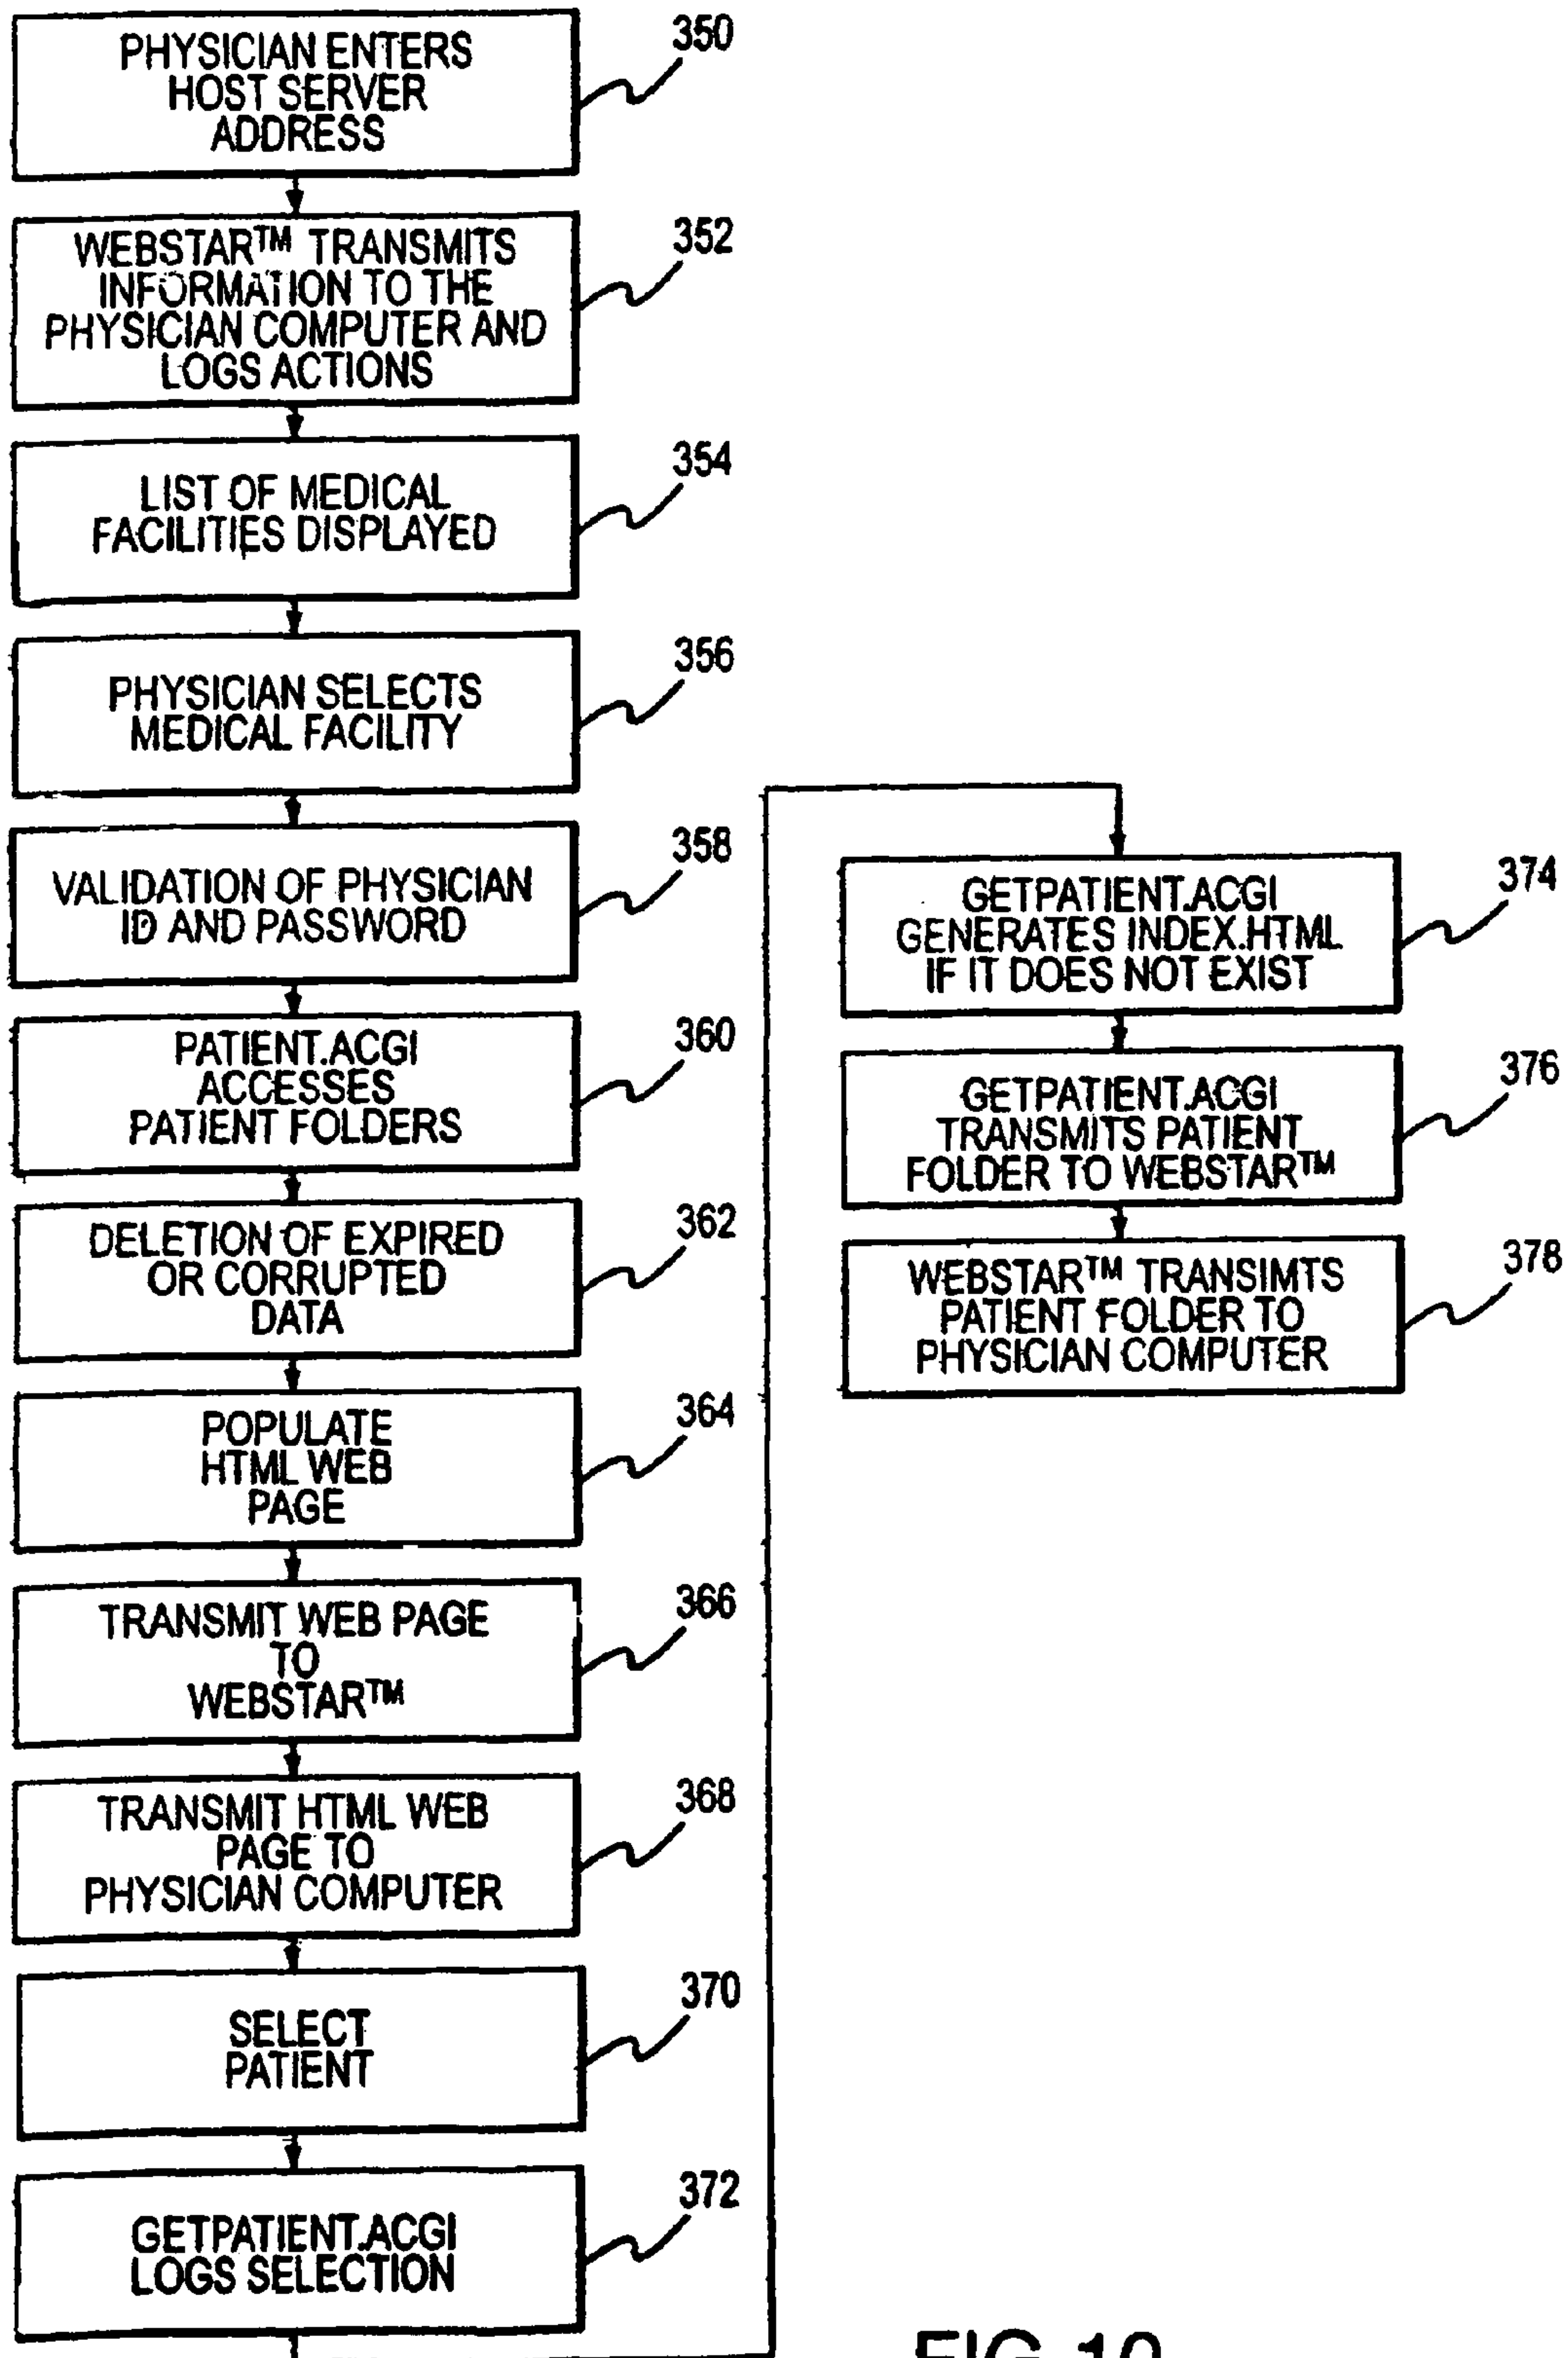 PHYSICIAN ENTERS
HOST SERVER
ADDRESS
350
WEBSTAR™ TRANSMITS
INFORMATION TO THE
PHYSICIAN COMPUTER AND
LOGS ACTIONS
352
LIST OF MEDICAL
FACILITIES DISPLAYED
354
PHYSICIAN SELECTS
MEDICAL FACILITY
356
VALIDATION OF PHYSICIAN
ID AND PASSWORD
358
PATIENT.ACGI
ACCESSES
PATIENT FOLDERS
360
DELETION OF EXPIRED
OR CORRUPTED
DATA
362
POPULATE
HTML WEB
PAGE
364
TRANSMIT WEB PAGE
TO
WEBSTAR™
366
TRANSMIT HTML WEB
PAGE TO
PHYSICIAN COMPUTER
368
SELECT
PATIENT
370
GETPATIENT.ACGI
LOGS SELECTION
372
GETPATIENT.ACGI
GENERATES INDEX.HTML
IF IT DOES NOT EXIST
374
GETPATIENT.ACGI
TRANSMITS PATIENT
FOLDER TO WEBSTAR™
376
WEBSTAR™ TRANSIMTS
PATIENT FOLDER TO
PHYSICIAN COMPUTER
378